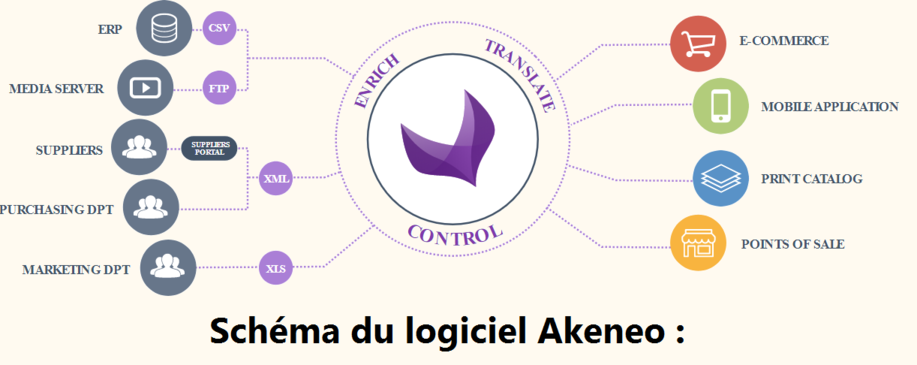 ERP
CSV
MEDIA SERVER
FTP
SUPPLIERS
SUPPLIERS
PORTAL
XML
PURCHASING DPT
MARKETING DPT
XLS
ENRICH
TRANSLATE
CONTROL
E-COMMERCE
MOBILE APPLICATION
PRINT CATALOG
POINTS OF SALE
Schéma du logiciel Akeneo :